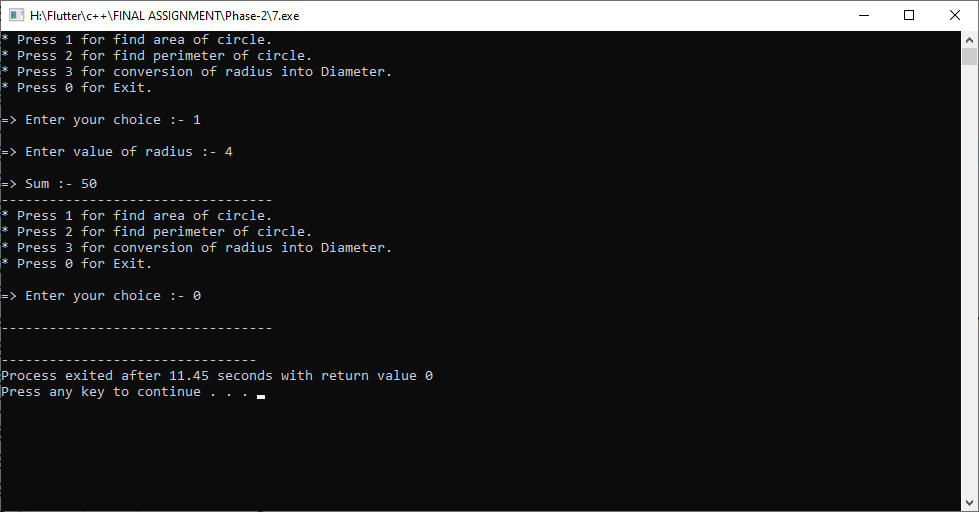 H:\Flutter\c++\FINAL ASSIGNMENT\Phase-2\7.exe
* Press 1 for find area of circle.
* Press 2 for find perimeter of circle.
* Press 3 for conversion of radius into Diameter.
* Press 0 for Exit.
=> Enter your choice :- 1
=> Enter value of radius :- 4
=> Sum :- 50
----------------------------------
* Press 1 for find area of circle.
* Press 2 for find perimeter of circle.
* Press 3 for conversion of radius into Diameter.
* Press 0 for Exit.
=> Enter your choice :- 0
----------------------------------
--------------------------------
Process exited after 11.45 seconds with return value 0
Press any key to continue . . .